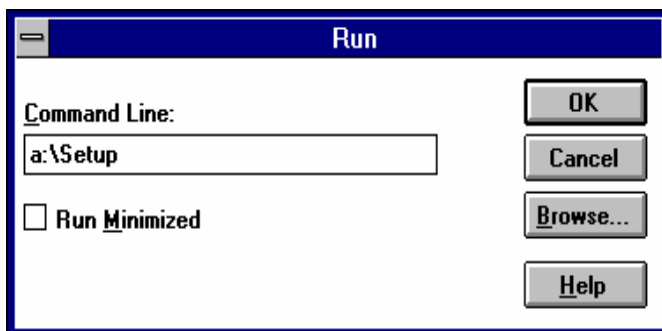 Run
Command Line:
a:\Setup
Run Minimized
OK
Cancel
Browse...
Help